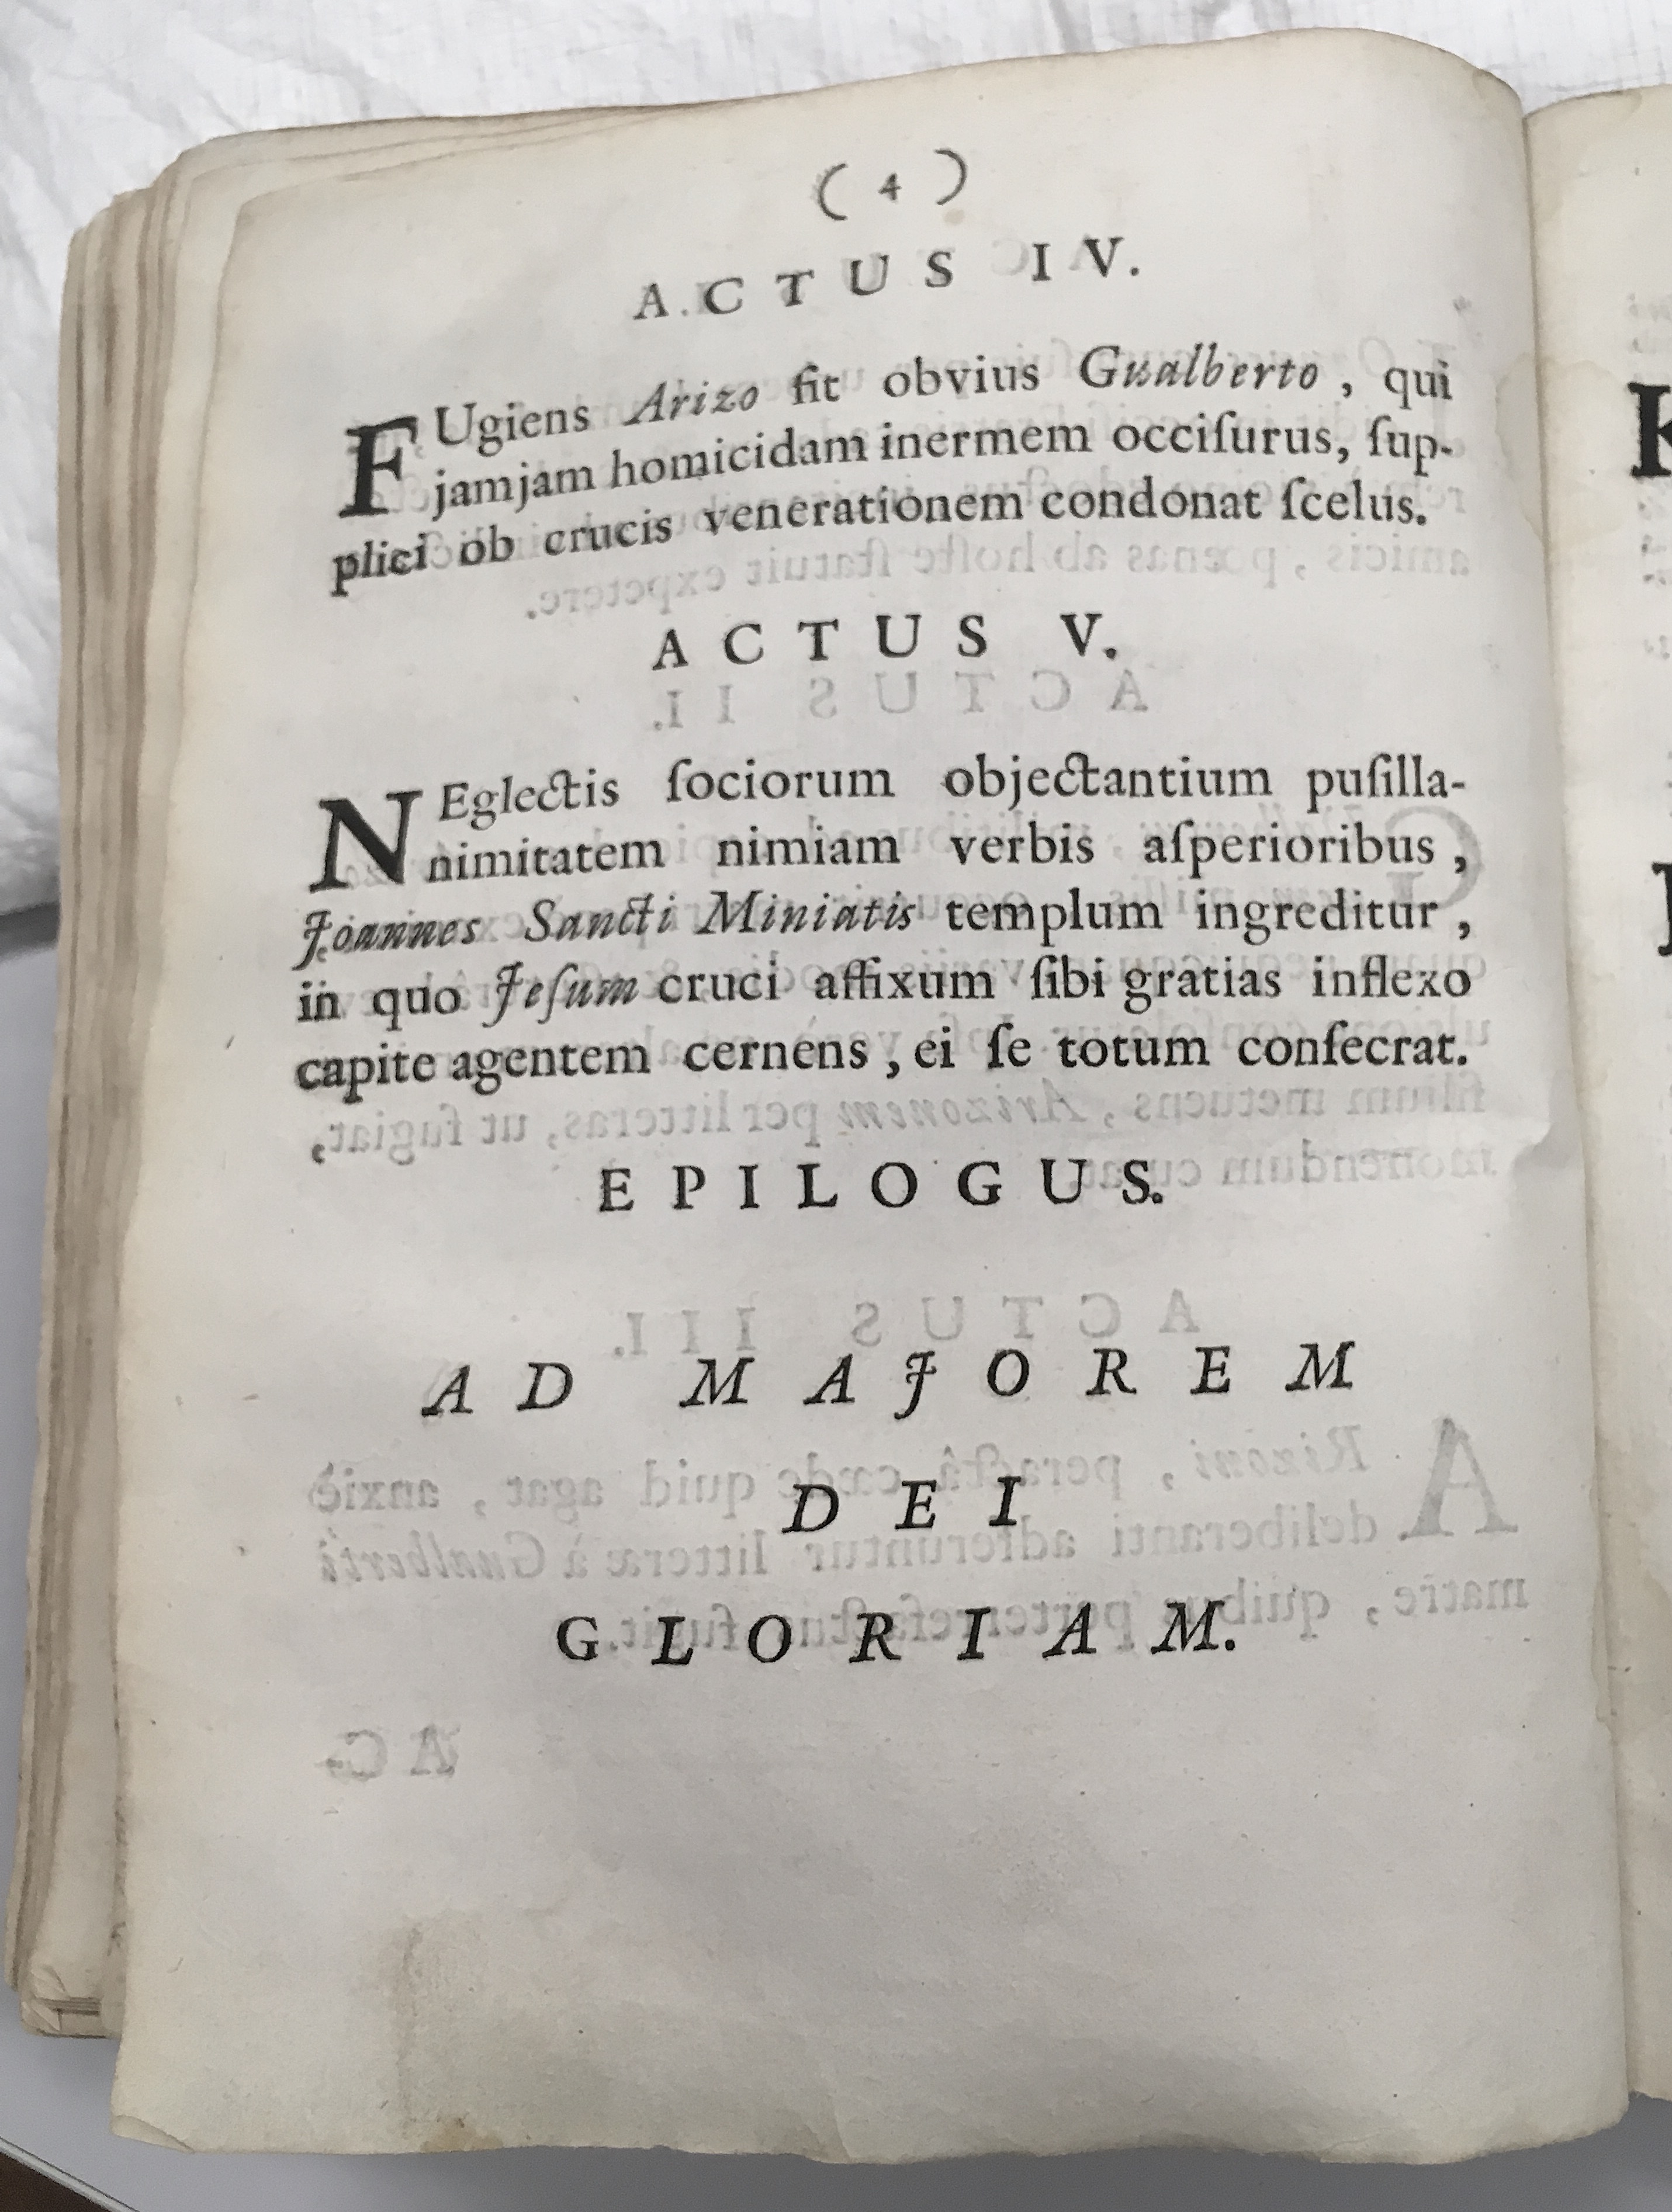 ( 4 )
ACTUS IV.
FUgiens Arizo fit obvius Gualberto, qui
jamjam homicidam inermem occiſurus, ſup-
plici ob crucis venerationem condonat ſcelus.
ACTUS V.
NEglectis ſociorum objectantium puſilla-
nimitatem nimiam verbis aſperioribus,
Joannes Sancti Miniatis templum ingreditur,
in quo Jeſum cruci affixum ſibi gratias inflexo
capite agentem cernens, ei ſe totum conſecrat.
EPILOGUS.
AD MAJOREM
DEI
GLORIAM.